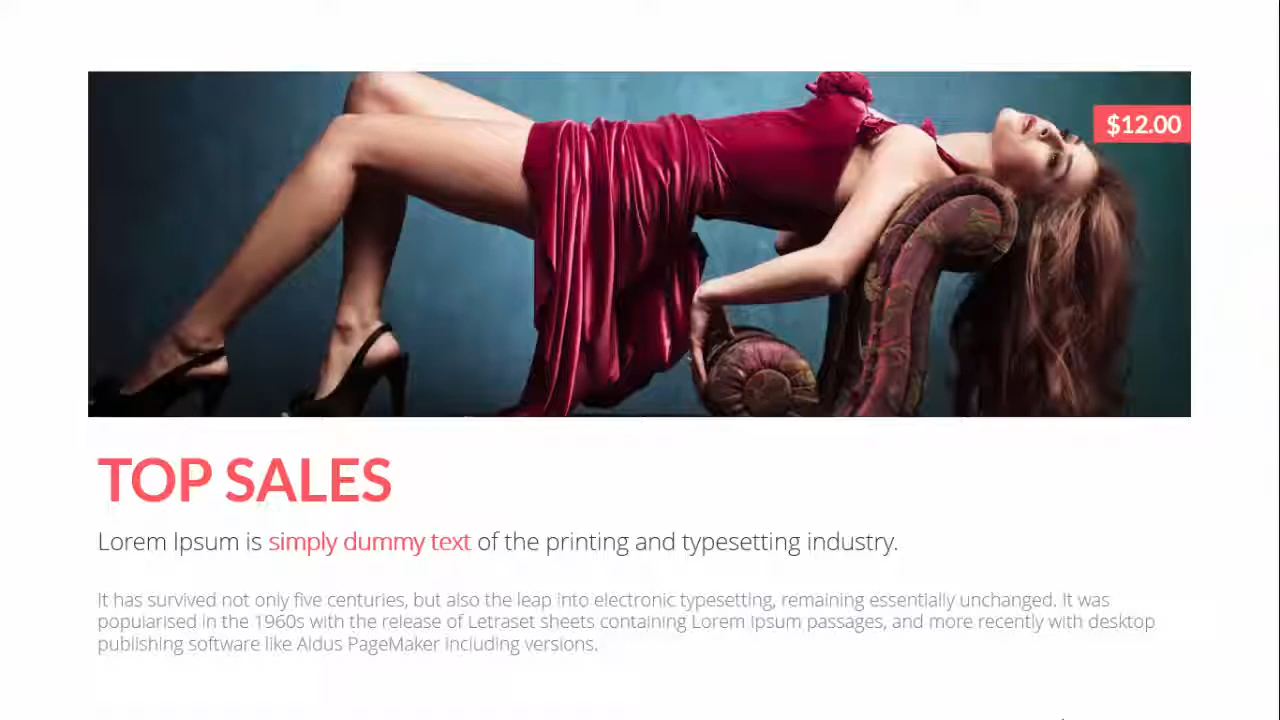 $12.00
TOP SALES
Lorem Ipsum is simply dummy text of the printing and typesetting industry.
It has survived not only five centuries, but also the leap into electronic typesetting, remaining essentially unchanged. It was
popularised in the 1960s with the release of Letraset sheets containing Lorem Ipsum passages, and more recently with desktop
publishing software like Aldus PageMaker including versions.